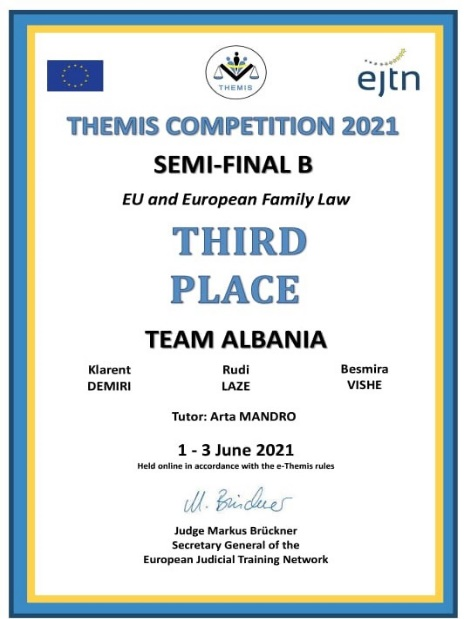 THEMIS
ejtn
THEMIS COMPETITION 2021
SEMI-FINAL B
EU and European Family Law
THIRD
PLACE
TEAM ALBANIA
Klarent
DEMIRI
Rudi
LAZE
Besmira
VISHE
Tutor: Arta MANDRO
1 - 3 June 2021
Held online in accordance with the e-Themis rules
M. Brückner
Judge Markus Brückner
Secretary General of the
European Judicial Training Network